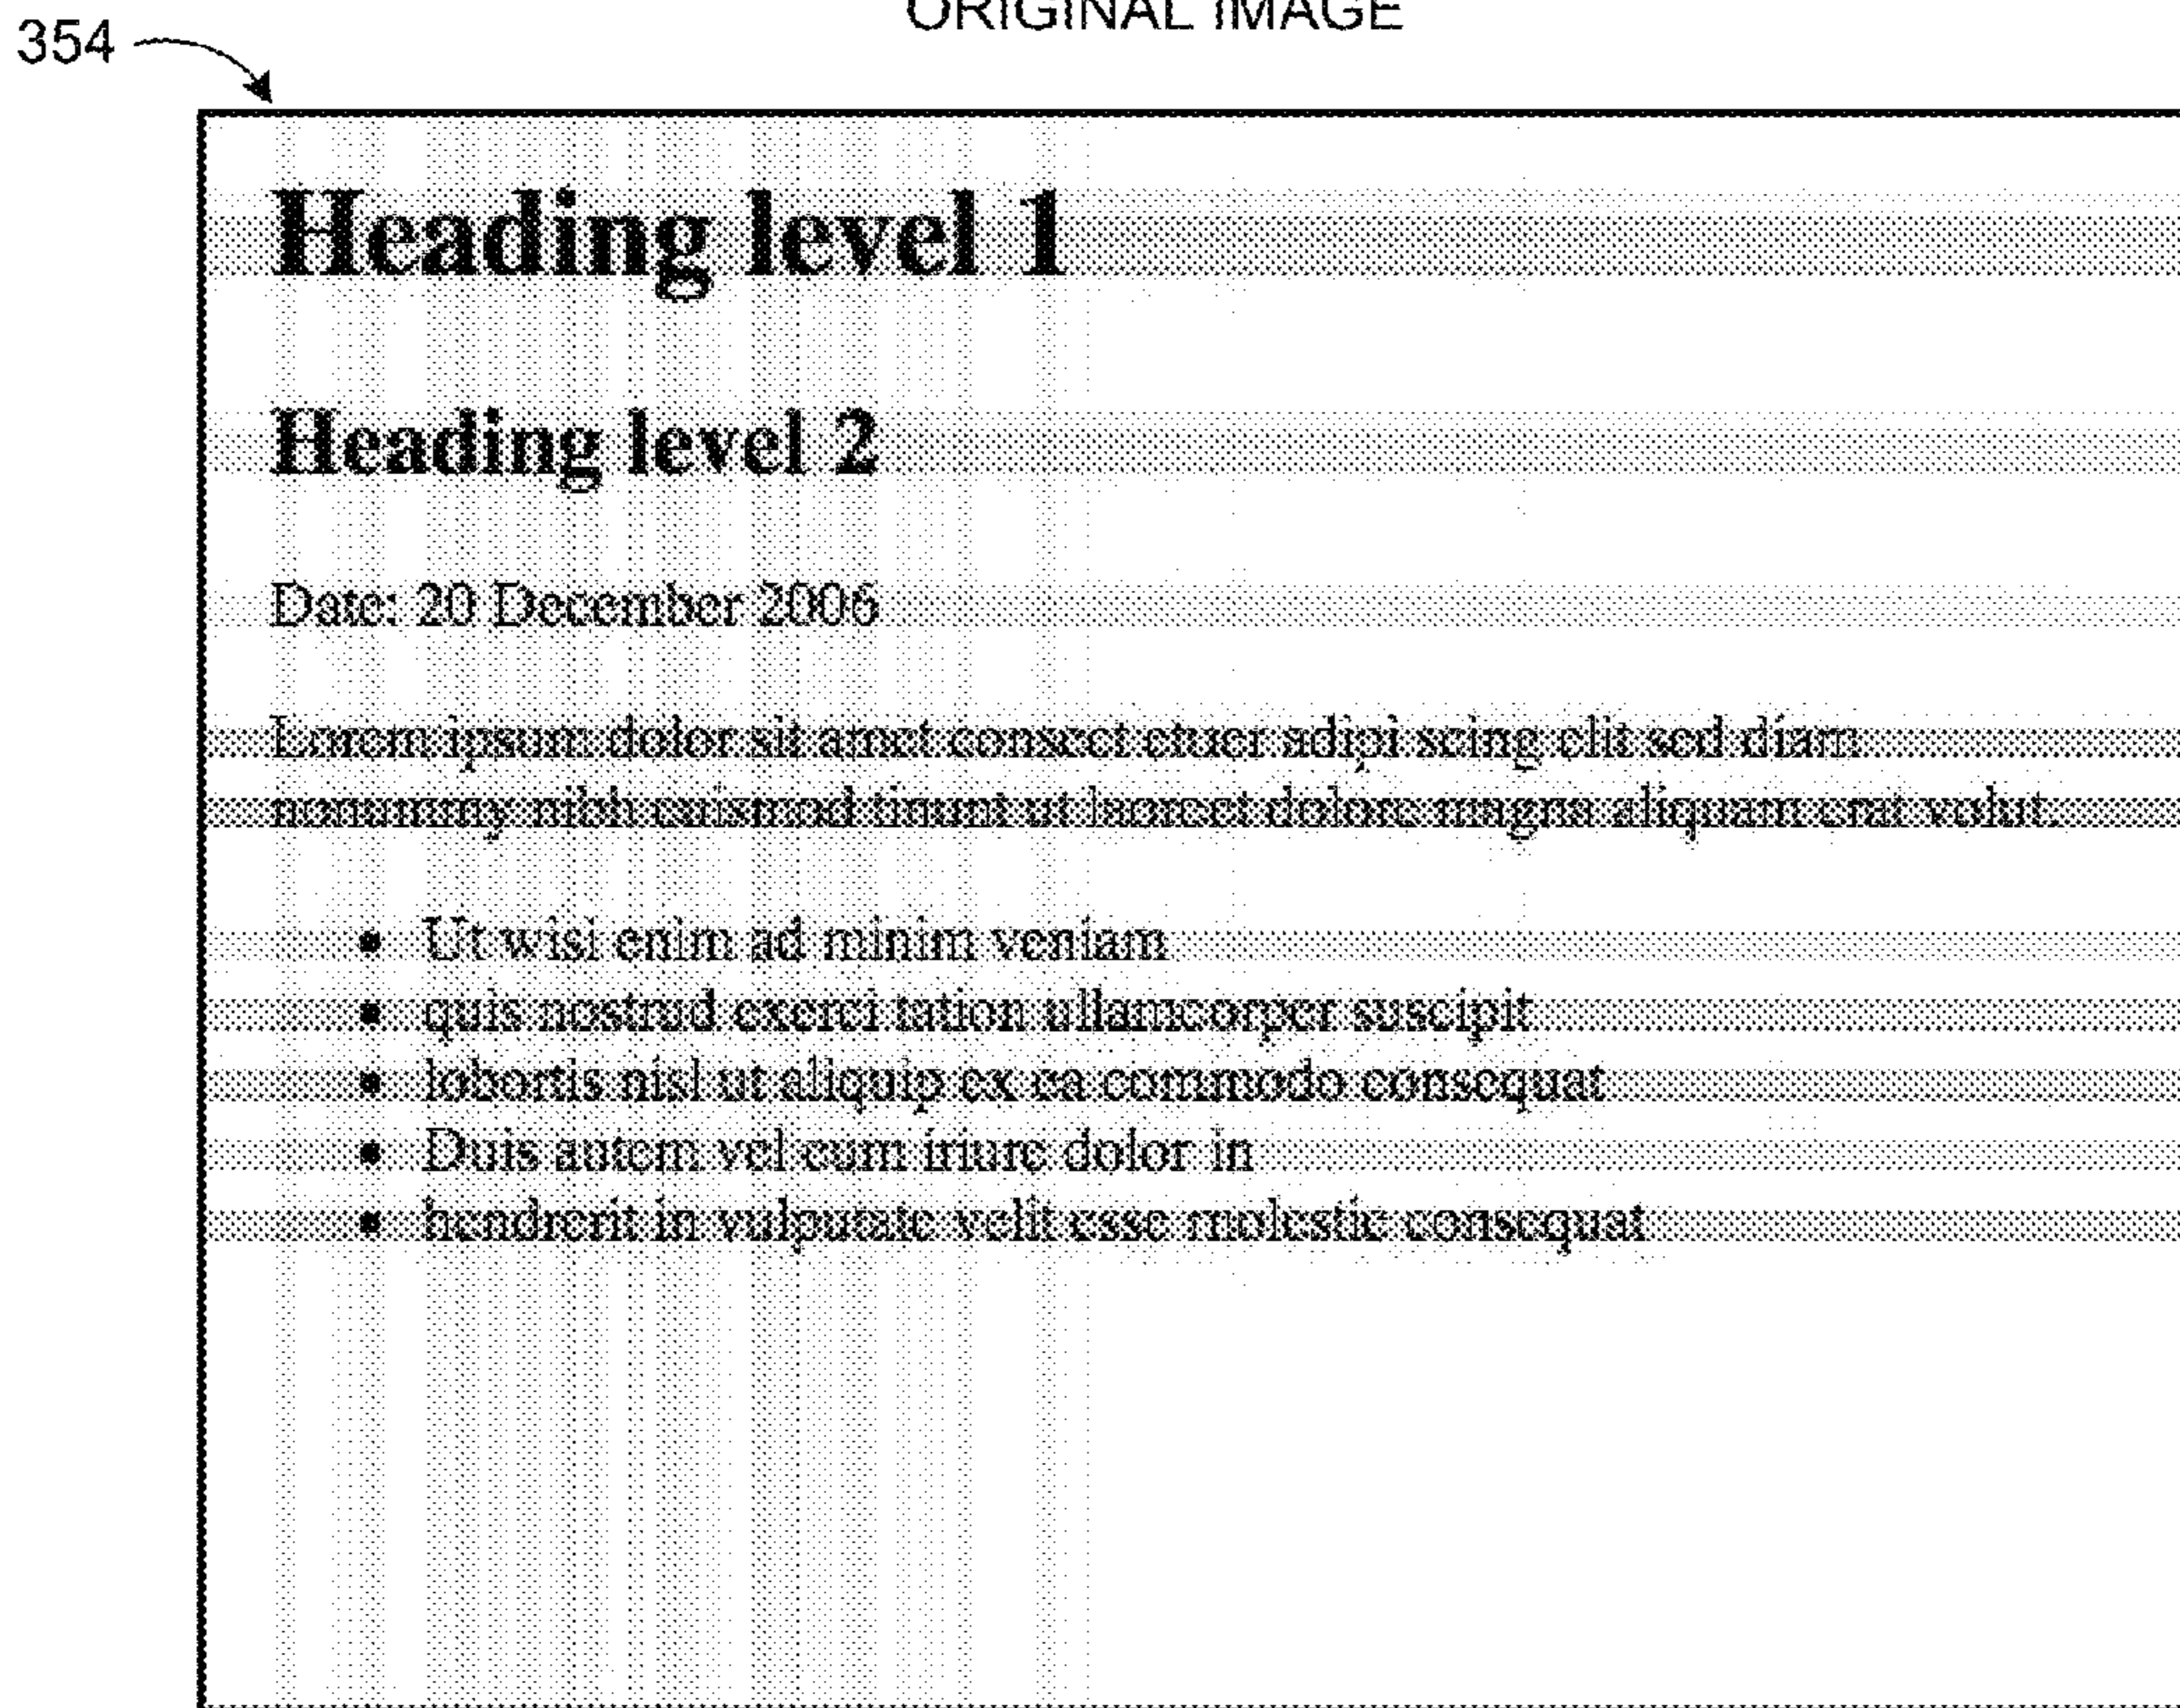 ORIGINAL IMAGE
354
Heading level 1
Heading level 2
Date: 20 December 2006
Lorem ipsum dolor sit amet consect etuer adipi scing elit sed diam
nonummy nibh euismod tinunt ut laoreet dolore magna aliquam erat volut.
• Ut wisi enim ad minim veniam
• quis nostrud exerci tation ullamcorper suscipit
• lobortis nisl ut aliquip ex ea commodo consequat
• Duis autem vel eum iriure dolor in
• hendrerit in vulputate velit esse molestie consequat